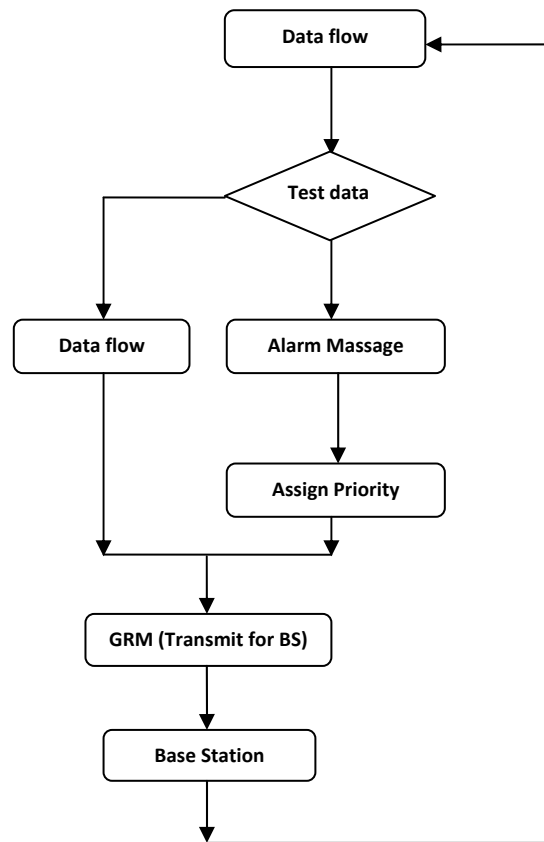 Data flow
Test data
Data flow
Alarm Massage
Assign Priority
GRM (Transmit for BS)
Base Station